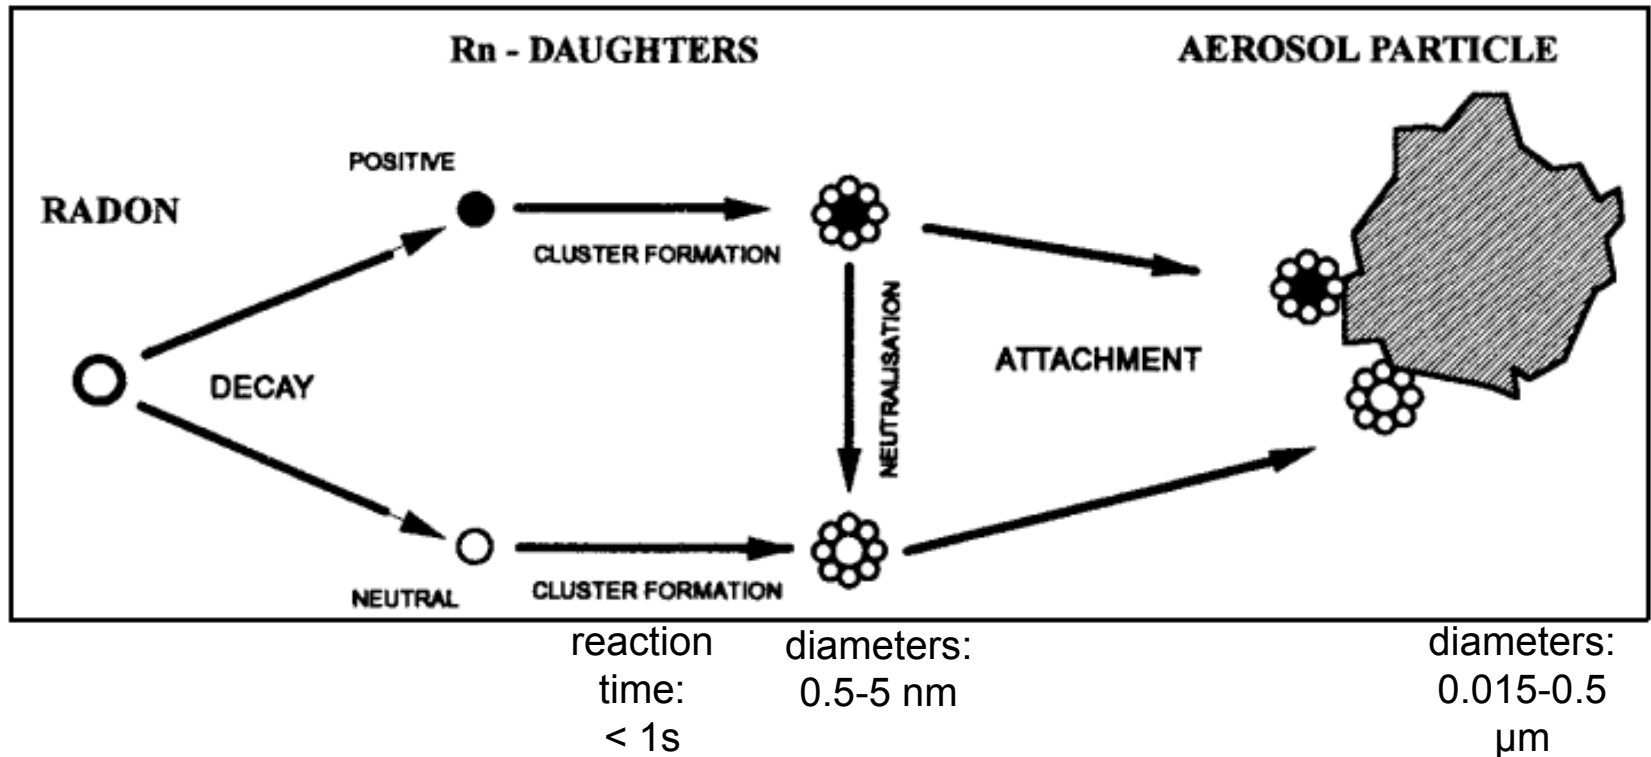 Rn - DAUGHTERS
AEROSOL PARTICLE
POSITIVE
RADON
CLUSTER FORMATION
NEUTRALISATION
DECAY
ATTACHMENT
NEUTRAL
CLUSTER FORMATION
reaction
time:
< 1s
diameters:
0.5-5 nm
diameters:
0.015-0.5
µm